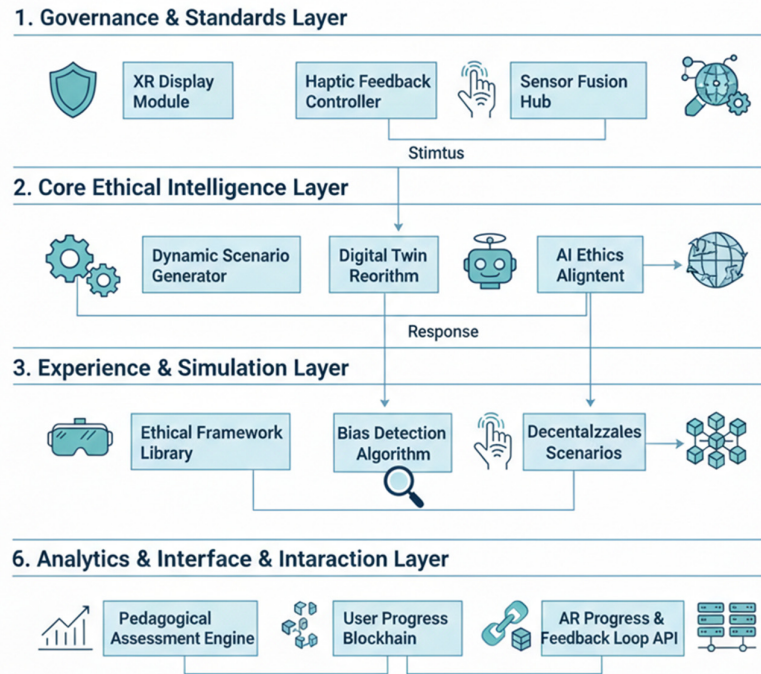 1. Governance & Standards Layer
XR Display
Module
Haptic Feedback
Controller
Sensor Fusion
Hub
Stimtus
2. Core Ethical Intelligence Layer
Dynamic Scenario
Generator
Digital Twin
Reorithm
AI Ethics
Aligntent
Response
3. Experience & Simulation Layer
Ethical Framework
Library
Bias Detection
Algorithm
Decentalzzales
Scenarios
6. Analytics & Interface & Intaraction Layer
Pedagogical
Assessment Engine
User Progress
Blockhain
AR Progress &
Feedback Loop API